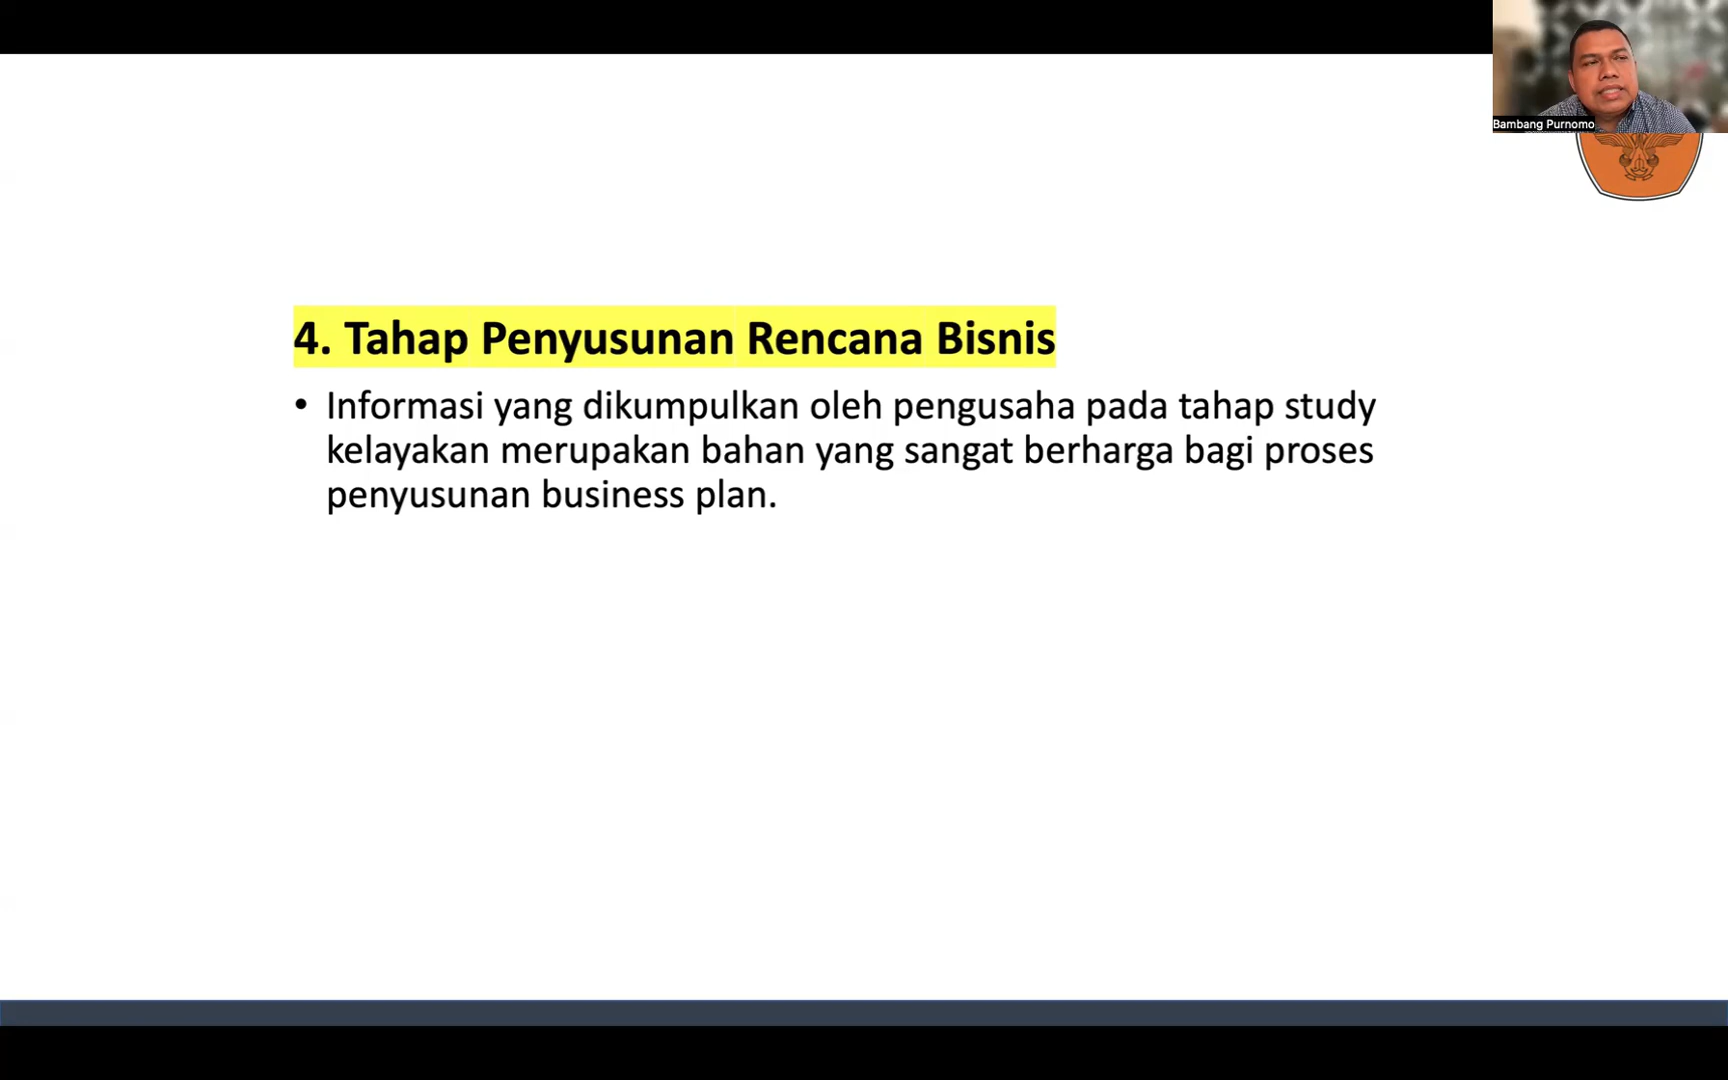 Bambang Purnomo
4. Tahap Penyusunan Rencana Bisnis
• Informasi yang dikumpulkan oleh pengusaha pada tahap study
kelayakan merupakan bahan yang sangat berharga bagi proses
penyusunan business plan.